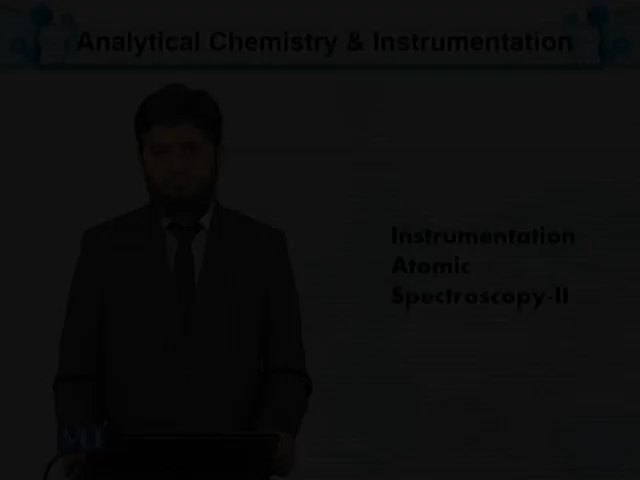 Analytical Chemistry & Instrumentation
Instrumentation
Atomic
Spectroscopy-II